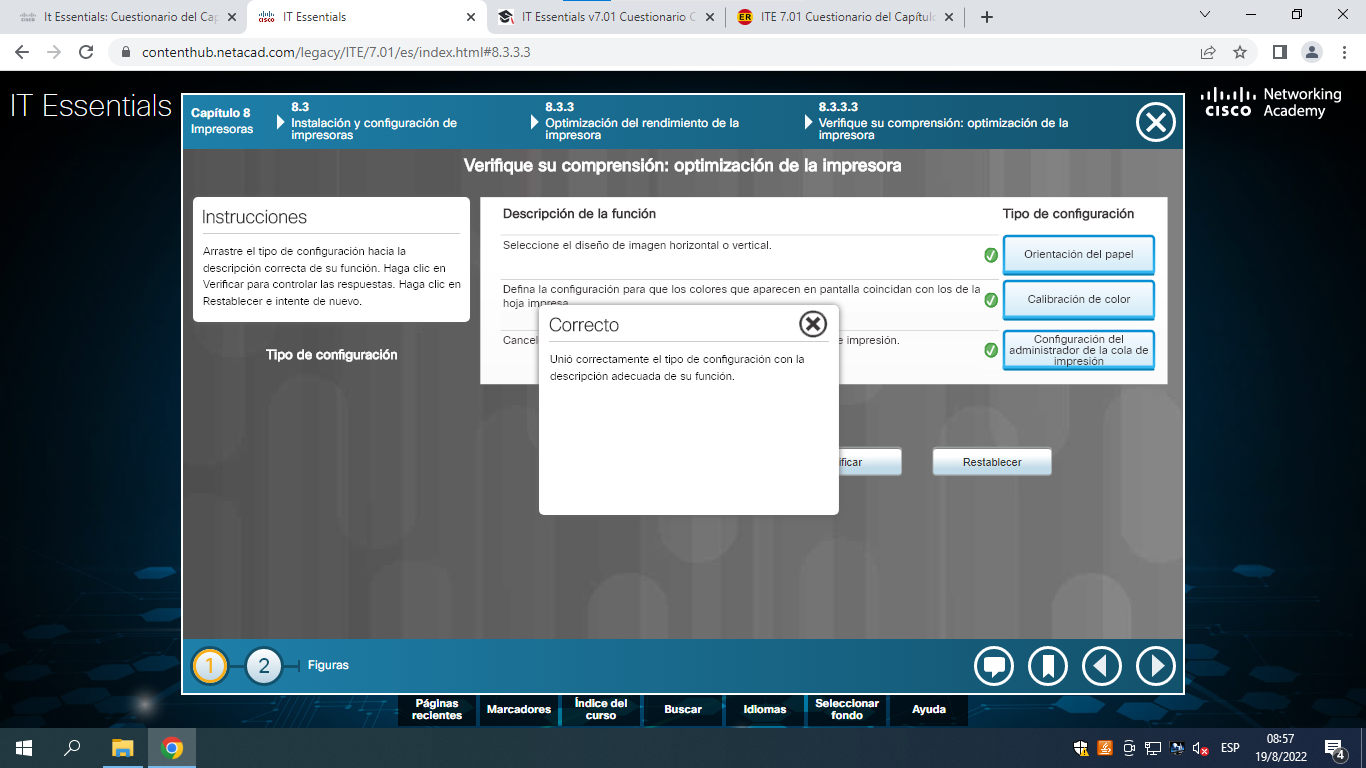 It Essentials: Cuestionario del Cap
IT Essentials
IT Essentials v7.01 Cuestionario C
ER
ITE 7.01 Cuestionario del Capítulo
contenthub.netacad.com/legacy/ITE/7.01/es/index.html#8.3.3.3
IT Essentials
Capítulo 8
Impresoras
8.3
Instalación y configuración de
impresoras
8.3.3
Optimización del rendimiento de la
impresora
8.3.3.3
Verifique su comprensión: optimización de la
impresora
CISCO
Networking
Academy
Verifique su comprensión: optimización de la impresora
Instrucciones
Arrastre el tipo de configuración hacia la
descripción correcta de su función. Haga clic en
Verificar para controlar las respuestas. Haga clic en
Restablecer e intente de nuevo.
Tipo de configuración
Descripción de la función
Tipo de configuración
Seleccione el diseño de imagen horizontal o vertical.
Orientación del papel
Defina la configuración para que los colores que aparecen en pantalla coincidan con los de la
hoja impresa.
Calibración de color
Cancel
e impresión.
Configuración del
administrador de la cola de
impresión
Correcto
Unió correctamente el tipo de configuración con la
descripción adecuada de su función.
ificar
Restablecer
1
2
Figuras
Páginas
recientes
Marcadores
Índice del
curso
Buscar
Idiomas
Seleccionar
fondo
Ayuda
ESP
08:57
19/8/2022
4